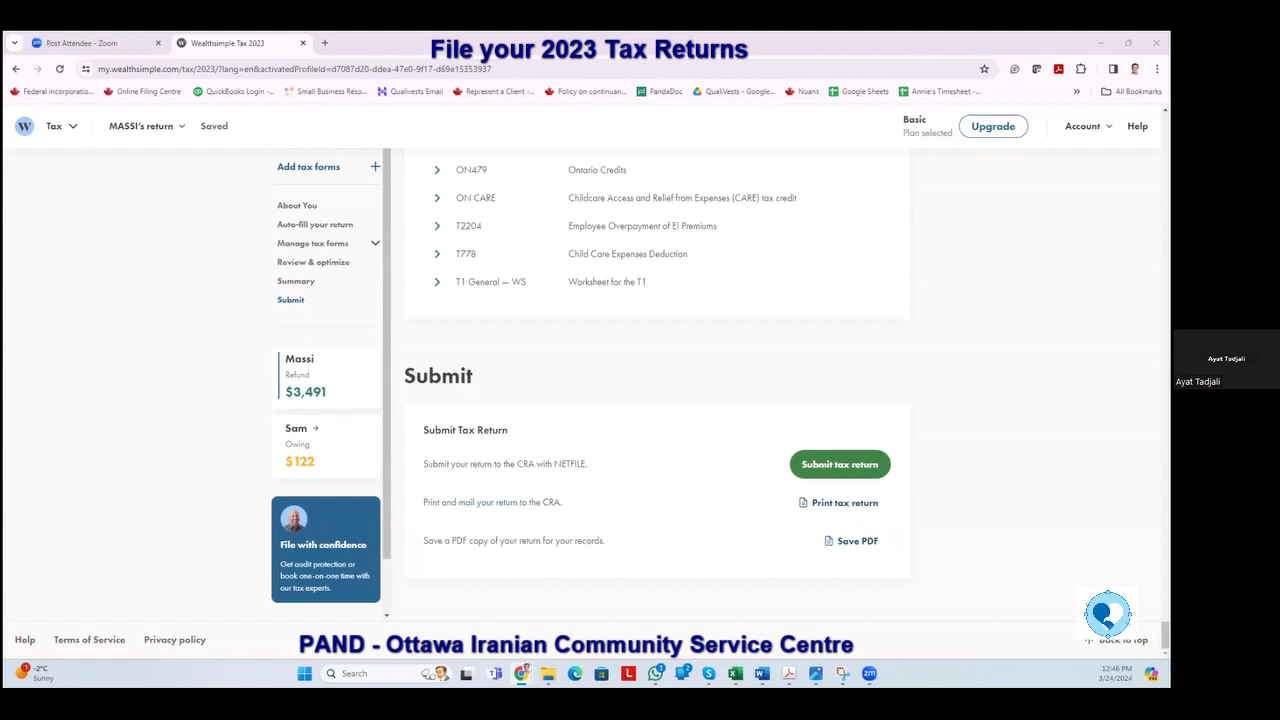 File your 2023 Tax Returns
Post Attendee - Zoom
Wealthsimple Tax 2023
my.wealthsimple.com/tax/2023/?lang=en&activatedProfileId=d7087d20-ddea-47e0-9f17-d69e15353937
Federal incorporatio...
Online Filing Centre
QuickBooks Login -...
Small Business Reso...
Qualivests Email
Represent a Client -...
Policy on continuan...
PandaDoc
QualiVests - Google...
Nuans
Google Sheets
Annie's Timesheet -...
All Bookmarks
W Tax
MASSI's return
Saved
Basic
Plan selected
Upgrade
Account
Help
Add tax forms
About You
Auto-fill your return
Manage tax forms
Review & optimize
Summary
Submit
Massi
Refund
$3,491
Sam →
Owing
$122
File with confidence
Get audit protection or
book one-on-one time with
our tax experts.
ON479 Ontario Credits
ON CARE Childcare Access and Relief from Expenses (CARE) tax credit
T2204 Employee Overpayment of EI Premiums
T778 Child Care Expenses Deduction
T1 General — WS Worksheet for the T1
Submit
Submit Tax Return
Submit your return to the CRA with NETFILE. Submit tax return
Print and mail your return to the CRA. Print tax return
Save a PDF copy of your return for your records. Save PDF
Ayat Tadjali
Ayat Tadjali
Help
Terms of Service
Privacy policy
Back to Top
PAND - Ottawa Iranian Community Service Centre
-2°C
Sunny
Search
12:46 PM
3/24/2024